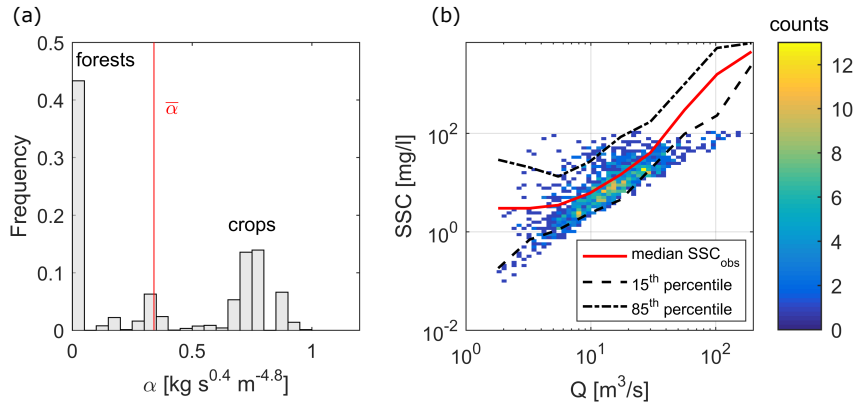 (a)
(b)
counts
0.5
0.4
0.3
0.2
0.1
0
Frequency
forests
α̅
crops
0
0.5
1
α [kg s^0.4 m^-4.8]
SSC [mg/l]
10^2
10^0
10^-2
median SSC_obs
15^th percentile
85^th percentile
10^0
10^1
10^2
Q [m^3/s]
12
10
8
6
4
2
0